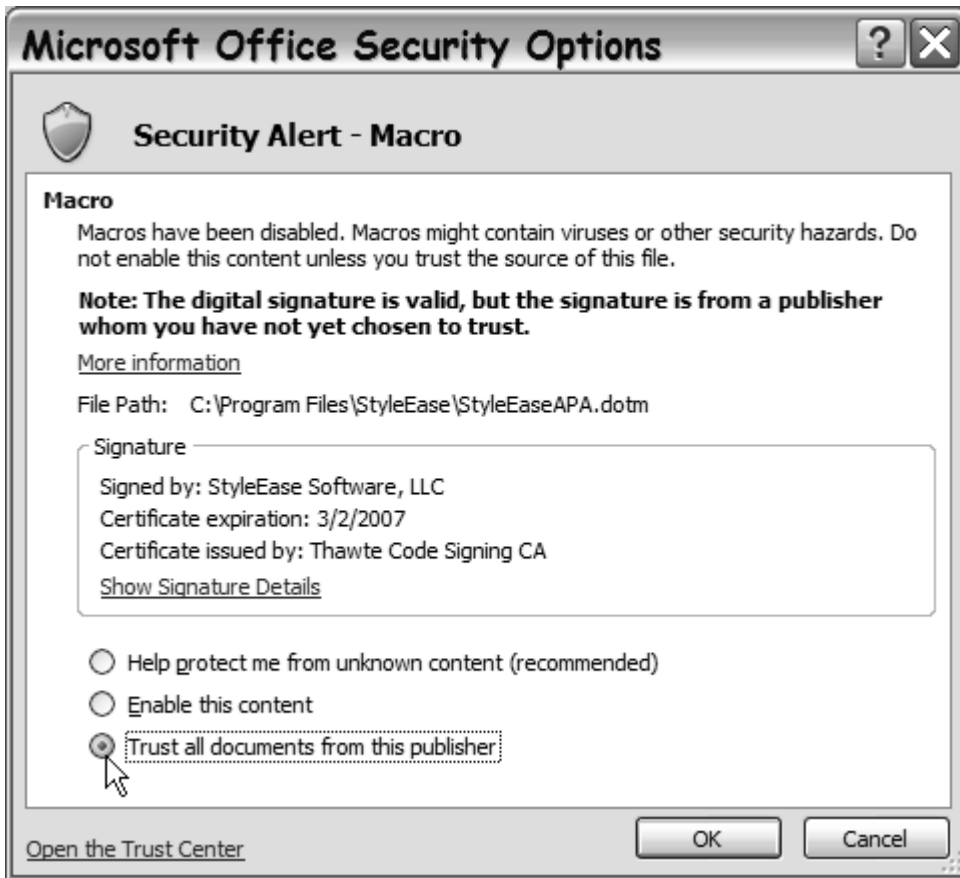 Microsoft Office Security Options
?
Security Alert - Macro
Macro
Macros have been disabled. Macros might contain viruses or other security hazards. Do
not enable this content unless you trust the source of this file.
Note: The digital signature is valid, but the signature is from a publisher
whom you have not yet chosen to trust.
More information
File Path: C:\Program Files\StyleEase\StyleEaseAPA.dotm
Signature
Signed by: StyleEase Software, LLC
Certificate expiration: 3/2/2007
Certificate issued by: Thawte Code Signing CA
Show Signature Details
Help protect me from unknown content (recommended)
Enable this content
Trust all documents from this publisher
Open the Trust Center
OK
Cancel